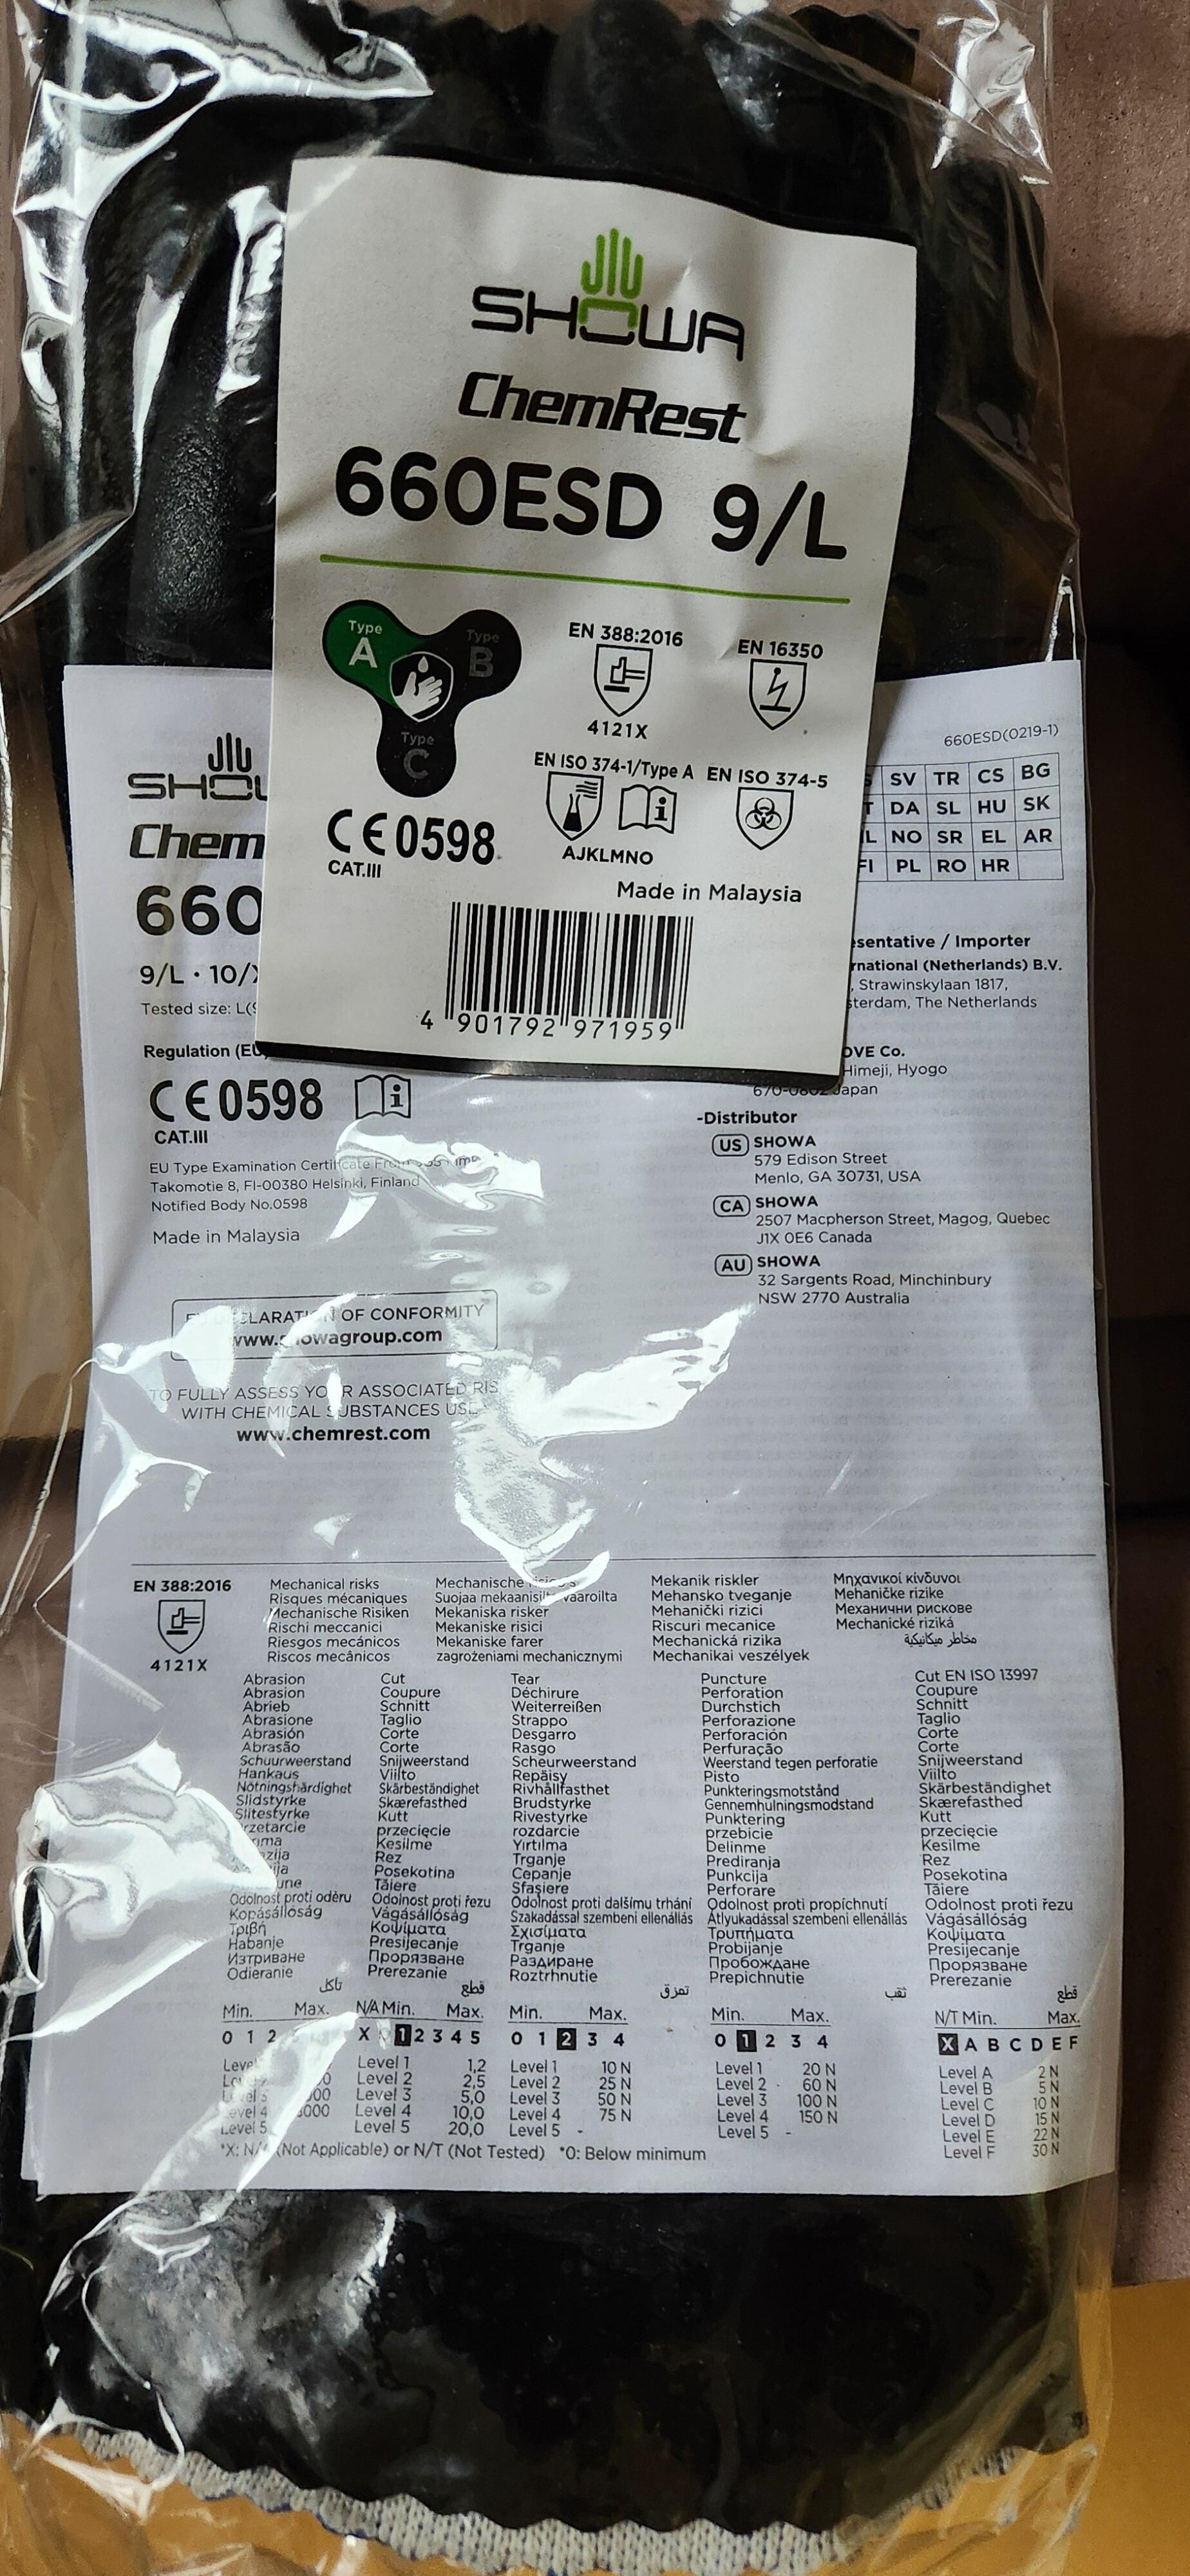 SHOWA
ChemRest
660ESD 9/L
Type
A
Type
B
Type
C
EN 388:2016
4121X
EN 16350
EN ISO 374-1/Type A
AJKLMNO
EN ISO 374-5
CE 0598
CAT.III
Made in Malaysia
4 901792 971959
660ESD(0219-1)
SV TR CS BG
DA SL HU SK
NO SR EL AR
PL RO HR
9/L · 10/
Tested size:
Regulation
CE 0598
CAT.III
EU Type Examination Certificate
Takomotie 8, FI-00380 Helsinki, Finland
Notified Body No.0598
Made in Malaysia
DECLARATION OF CONFORMITY
www.showagroup.com
TO FULLY ASSESS YOUR ASSOCIATED
WITH CHEMICAL SUBSTANCES
www.chemrest.com
/ Importer
(Netherlands) B.V.
, Strawinskylaan 1817,
The Netherlands
Co.
Himeji, Hyogo
Japan
-Distributor
US SHOWA
579 Edison Street
Menlo, GA 30731, USA
CA SHOWA
2507 Macpherson Street, Magog, Quebec
J1X 0E6 Canada
AU SHOWA
32 Sargents Road, Minchinbury
NSW 2770 Australia
EN 388:2016
4121X
Mechanical risks
Risques mécaniques
Mechanische Risiken
Rischi meccanici
Riesgos mecánicos
Riscos mecânicos
Mechanische
Suojaa
Mekaniska risker
Mekaniske risici
Mekaniske farer
zagrożeniami mechanicznymi
Mekanik riskler
Mehansko tveganje
Mehanički rizici
Riscuri mecanice
Mechanická rizika
Mechanikai veszélyek
Μηχανικοί κίνδυνοι
Mehaničke rizike
Механични рискове
Mechanické riziká
مخاطر ميكانيكية
Abrasion
Abrasion
Abrieb
Abrasione
Abrasión
Abrasão
Schuurweerstand
Hankaus
Nötningshärdighet
Slidstyrke
Slitestyrke
Odolnost proti oděru
Kopásállóság
Τριβή
Habanje
Изтриване
Odieranie
تآكل
Cut
Coupure
Schnitt
Taglio
Corte
Corte
Snijweerstand
Viilto
Skärbeständighet
Skærefasthed
Kutt
przecięcie
Kesilme
Rez
Posekotina
Tăiere
Odolnost proti řezu
Vágásállóság
Κοψίματα
Presijecanje
Прорязване
Prerezanie
قطع
Tear
Déchirure
Weiterreißen
Strappo
Desgarro
Rasgo
Scheurweerstand
Repäisy
Rivhållfasthet
Brudstyrke
Rivestyrke
rozdarcie
Yırtılma
Trganje
Cepanje
Sfaşiere
Odolnost proti dalšímu trhání
Szakadással szembeni ellenállás
Σχισίματα
Trganje
Раздиране
Roztrhnutie
تمزق
Puncture
Perforation
Durchstich
Perforazione
Perforación
Perfuração
Weerstand tegen perforatie
Pisto
Punkteringsmotstånd
Gennemhulningsmodstand
Punktering
przebicie
Delinme
Prediranja
Punkcija
Perforare
Odolnost proti propíchnutí
Átlyukadással szembeni ellenállás
Τρυπήματα
Probijanje
Пробождане
Prepichnutie
ثقب
Cut EN ISO 13997
Coupure
Schnitt
Taglio
Corte
Corte
Snijweerstand
Viilto
Skärbeständighet
Skærefasthed
Kutt
przecięcie
Kesilme
Rez
Posekotina
Tăiere
Odolnost proti řezu
Vágásállóság
Κοψίματα
Presijecanje
Прорязване
Prerezanie
قطع
Min. Max.
0 1 2
N/A Min. Max.
X 1 2 3 4 5
Level 1 1,2
Level 2 2,5
Level 3 5,0
Level 4 10,0
Level 5 20,0
Min. Max.
0 1 2 3 4
Level 1 10 N
Level 2 25 N
Level 3 50 N
Level 4 75 N
Level 5 -
Min. Max.
0 1 2 3 4
Level 1 20 N
Level 2 60 N
Level 3 100 N
Level 4 150 N
Level 5 -
N/T Min. Max.
X A B C D E F
Level A 2 N
Level B 5 N
Level C 10 N
Level D 15 N
Level E 22 N
Level F 30 N
*X: N/A (Not Applicable) or N/T (Not Tested) *0: Below minimum